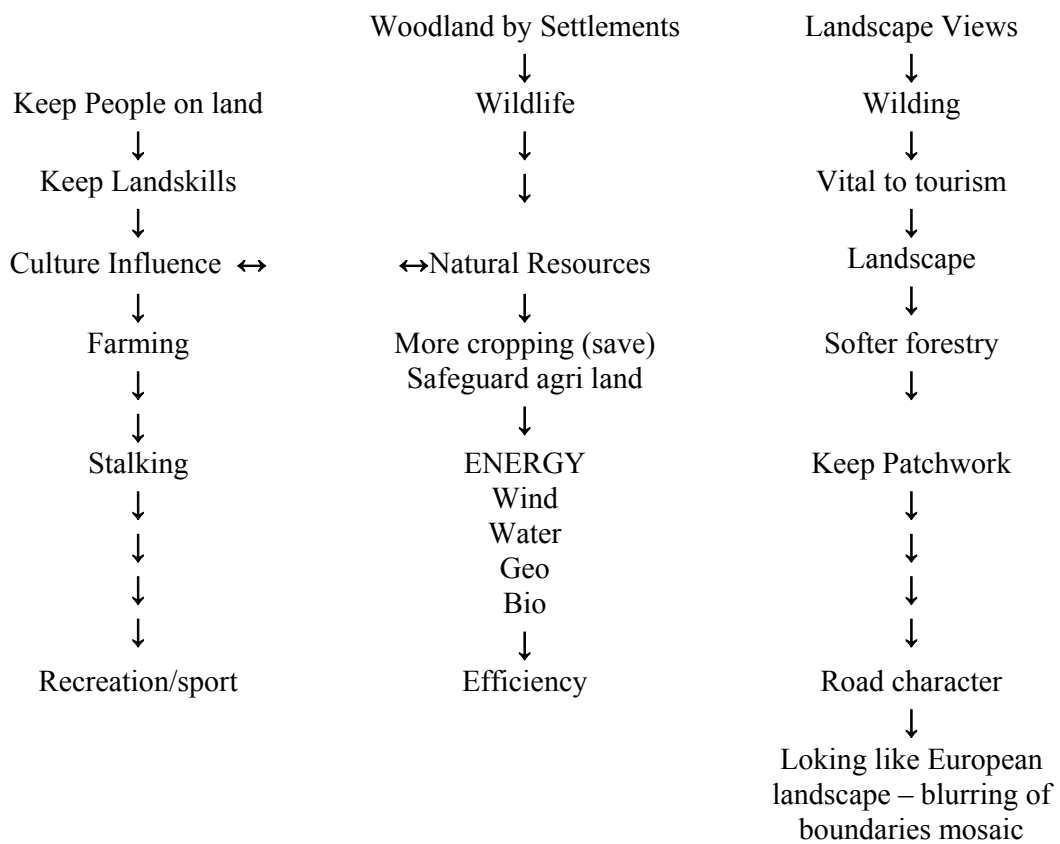 Woodland by Settlements
Landscape Views
↓
↓
Keep People on land
Wildlife
Wilding
↓
↓
↓
Keep Landskills
↓
Vital to tourism
↓
↓
Culture Influence ↔
↔Natural Resources
Landscape
↓
↓
↓
Farming
More cropping (save)
Softer forestry
↓
Safeguard agri land
↓
↓
↓
Stalking
ENERGY
Keep Patchwork
↓
Wind
↓
↓
Water
↓
↓
Geo
↓
↓
Bio
↓
↓
Recreation/sport
Efficiency
Road character
↓
Loking like European
landscape – blurring of
boundaries mosaic